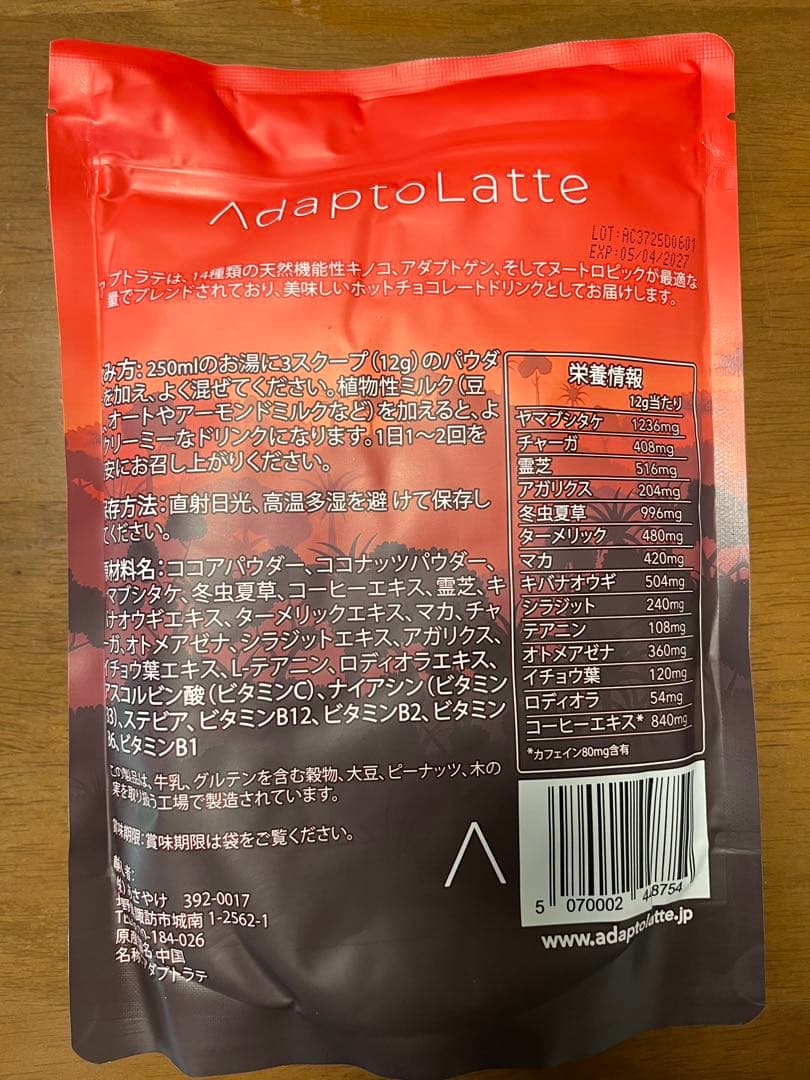 AdaptoLatte
LOT:AC3725D0601
EXP:05/04/2027
プトラテは、14種類の天然機能性キノコ、アダプトゲン、そしてヌートロピックが最適な
量でブレンドされており、美味しいホットチョコレートドリンクとしてお届けします。
み方:250mlのお湯に3スクープ(12g)のパウダ
を加え、よく混ぜてください。植物性ミルク(豆
オートやアーモンドミルクなど)を加えると、よ
クリーミーなドリンクになります。1日1〜2回を
安にお召し上がりください。
存方法:直射日光、高温多湿を避 けて保存し
てください。
原材料名:ココアパウダー、ココナッツパウダー、
マブシタケ、冬虫夏草、コーヒーエキス、霊芝、キ
ナオウギエキス、ターメリックエキス、マカ、チャ
ーガ、オトメアゼナ、シラジットエキス、アガリクス、
イチョウ葉エキス、L-テアニン、ロディオラエキス、
アスコルビン酸(ビタミンC)、ナイアシン(ビタミン
B3)、ステビア、ビタミンB12、ビタミンB2、ビタミン
B6、ビタミンB1
この製品は、牛乳、グルテンを含む穀物、大豆、ピーナッツ、木の
実を取り扱う工場で製造されています。
賞味期限:賞味期限は袋をご覧ください。
輸入者:
あさやけ 392-0017
諏訪市城南1-2562-1
-184-026
原産 名 中国
名称 アダプトラテ
栄養情報
12g当たり
ヤマブシタケ 1236mg
チャーガ 408mg
霊芝 516mg
アガリクス 204mg
冬虫夏草 996mg
ターメリック 480mg
マカ 420mg
キバナオウギ 504mg
シラジット 240mg
テアニン 108mg
オトメアゼナ 360mg
イチョウ葉 120mg
ロディオラ 54mg
コーヒーエキス* 840mg
*カフェイン80mg含有
5 070002 448754
www.adaptolatte.jp